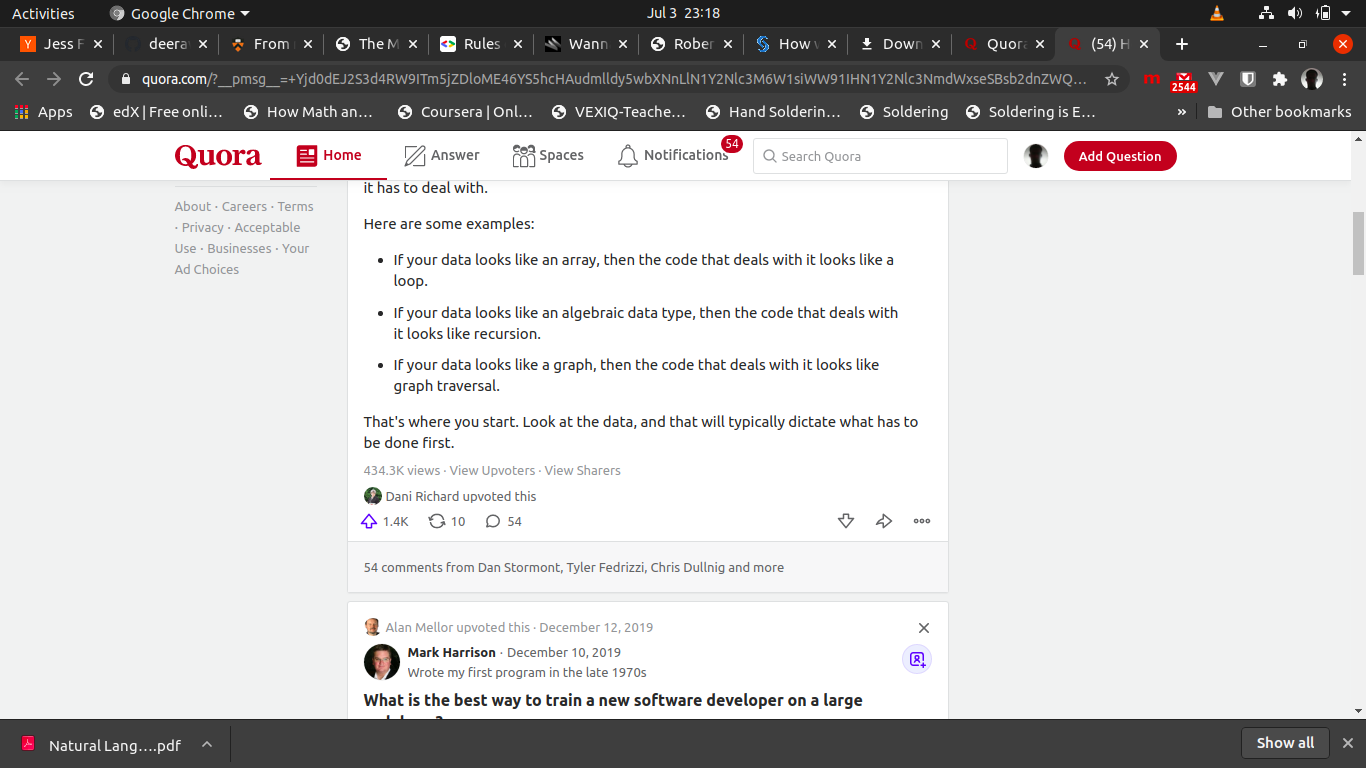 Activities Google Chrome Jul 3 23:18
Jess F deera From The M Rules Wann Rober How v Down Quora (54) H
quora.com/?__pmsg__=+Yjd0dEJ2S3d4RW9ITm5jZDloME46YS5hcHAudmlldy5wbXNnLlN1Y2Nlc3M6W1siWW91IHN1Y2Nlc3NmdWxseSBsb2dnZWQ...
2544
Apps edX | Free onli... How Math an... Coursera | Onl... VEXIQ-Teache... Hand Solderin... Soldering Soldering is E... » Other bookmarks
Quora Home Answer Spaces Notifications 54 Search Quora Add Question
it has to deal with.
About · Careers · Terms
· Privacy · Acceptable
Use · Businesses · Your
Ad Choices
Here are some examples:
• If your data looks like an array, then the code that deals with it looks like a
loop.
• If your data looks like an algebraic data type, then the code that deals with
it looks like recursion.
• If your data looks like a graph, then the code that deals with it looks like
graph traversal.
That's where you start. Look at the data, and that will typically dictate what has to
be done first.
434.3K views · View Upvoters · View Sharers
Dani Richard upvoted this
1.4K 10 54
54 comments from Dan Stormont, Tyler Fedrizzi, Chris Dullnig and more
Alan Mellor upvoted this · December 12, 2019
Mark Harrison · December 10, 2019
Wrote my first program in the late 1970s
What is the best way to train a new software developer on a large
Natural Lang....pdf Show all